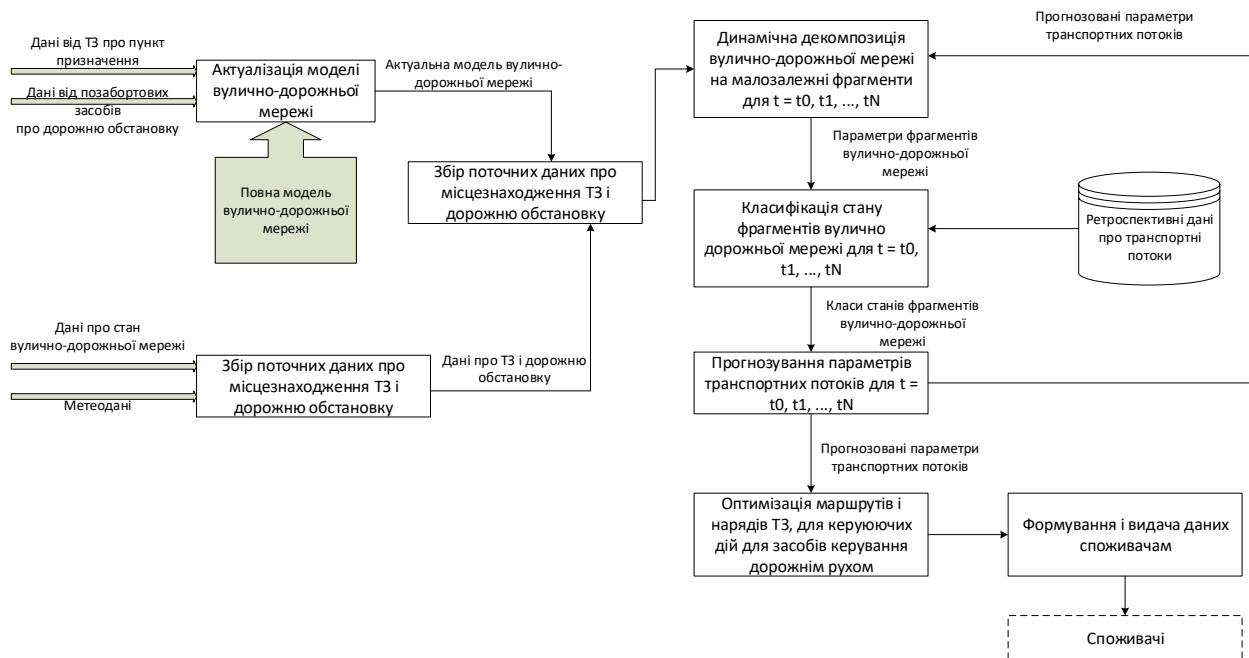 Дані від ТЗ про пункт
призначення
Дані від позабортових
засобів
про дорожню обстановку
Актуалізація моделі
вулично-дорожньої
мережі
Актуальна модель вулично-
дорожньої мережі
Повна модель
вулично-дорожньої
мережі
Збір поточних даних про
місцезнаходження ТЗ і
дорожню обстановку
Дані про стан
вулично-дорожньої мережі
Метеодані
Збір поточних даних про
місцезнаходження ТЗ і
дорожню обстановку
Дані про ТЗ і дорожню
обстановку
Динамічна декомпозиція
вулично-дорожньої мережі
на малозалежні фрагменти
для t = t0, t1, ..., tN
Прогнозовані параметри
транспортних потоків
Параметри фрагментів
вулично-дорожньої
мережі
Класифікація стану
фрагментів вулично
дорожньої мережі для t = t0,
t1, ..., tN
Ретроспективні дані
про транспортні
потоки
Класи станів фрагментів
вулично-дорожньої
мережі
Прогнозування параметрів
транспортних потоків для t =
t0, t1, ..., tN
Прогнозовані параметри
транспортних потоків
Оптимізація маршрутів і
нарядів ТЗ, для керуюючих
дій для засобів керування
дорожнім рухом
Формування і видача даних
споживачам
Споживачі